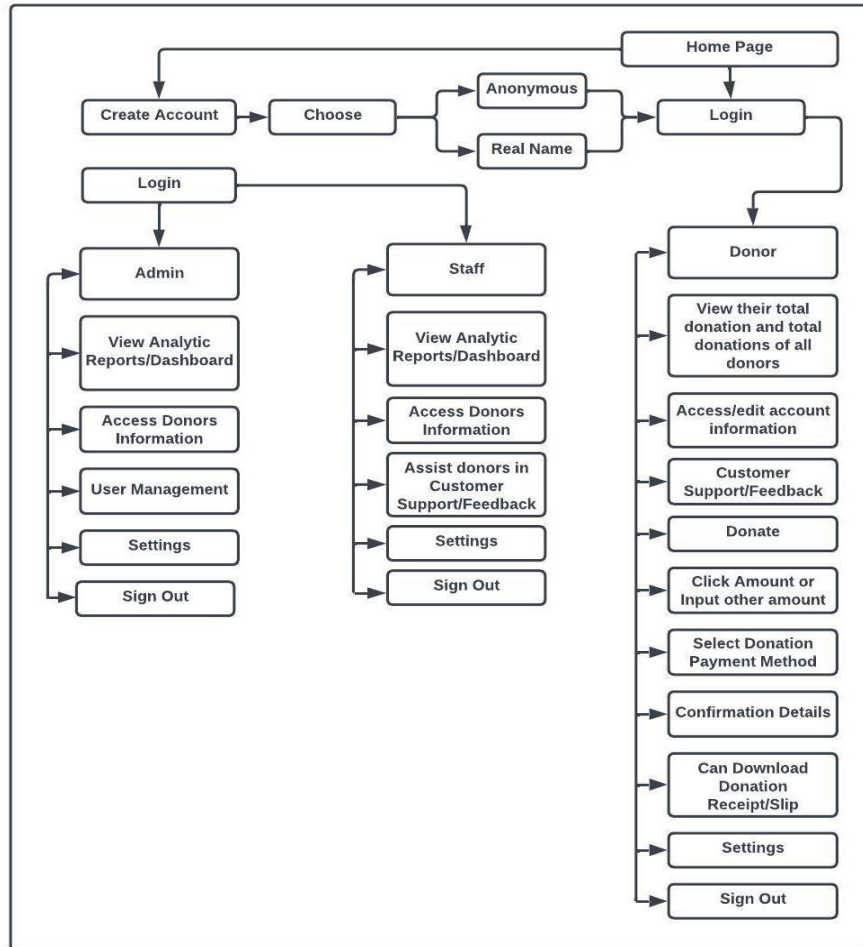 Home Page
Create Account
Choose
Anonymous
Real Name
Login
Login
Admin
View Analytic
Reports/Dashboard
Access Donors
Information
User Management
Settings
Sign Out
Staff
View Analytic
Reports/Dashboard
Access Donors
Information
Assist donors in
Customer
Support/Feedback
Settings
Sign Out
Donor
View their total
donation and total
donations of all
donors
Access/edit account
information
Customer
Support/Feedback
Donate
Click Amount or
Input other amount
Select Donation
Payment Method
Confirmation Details
Can Download
Donation
Receipt/Slip
Settings
Sign Out